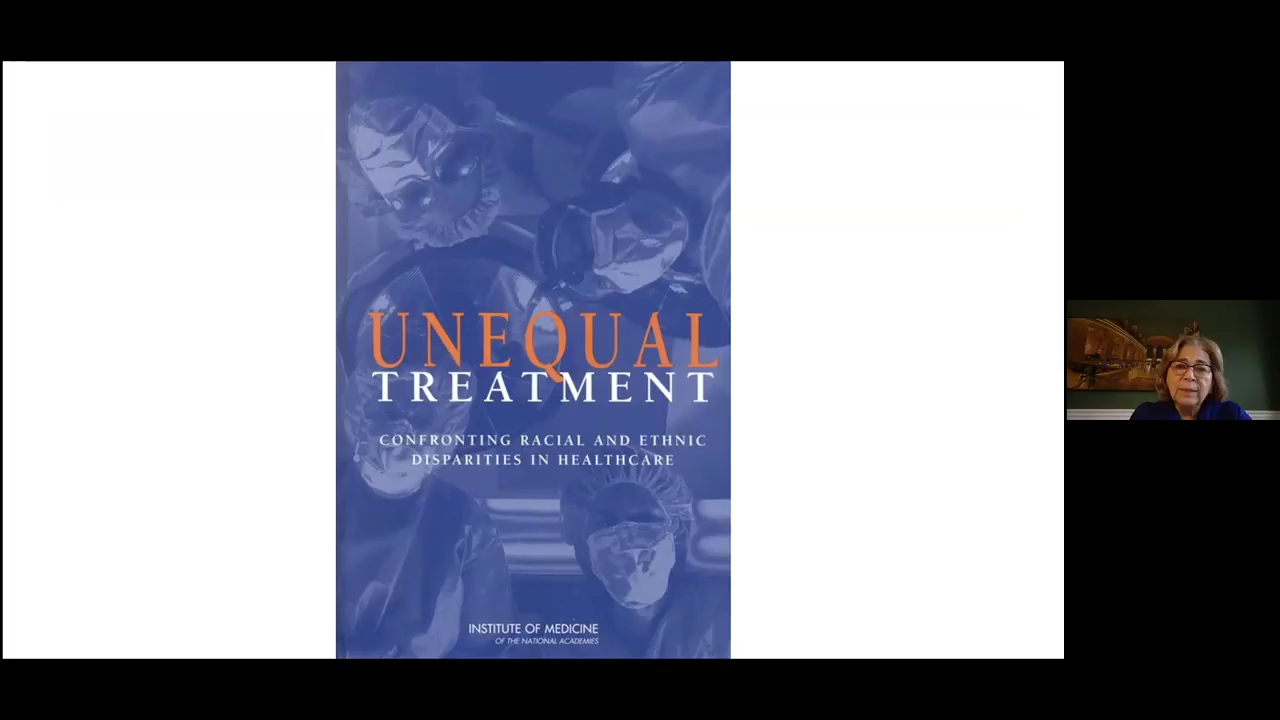 UNEQUAL
TREATMENT
CONFRONTING RACIAL AND ETHNIC
DISPARITIES IN HEALTHCARE
INSTITUTE OF MEDICINE
OF THE NATIONAL ACADEMIES